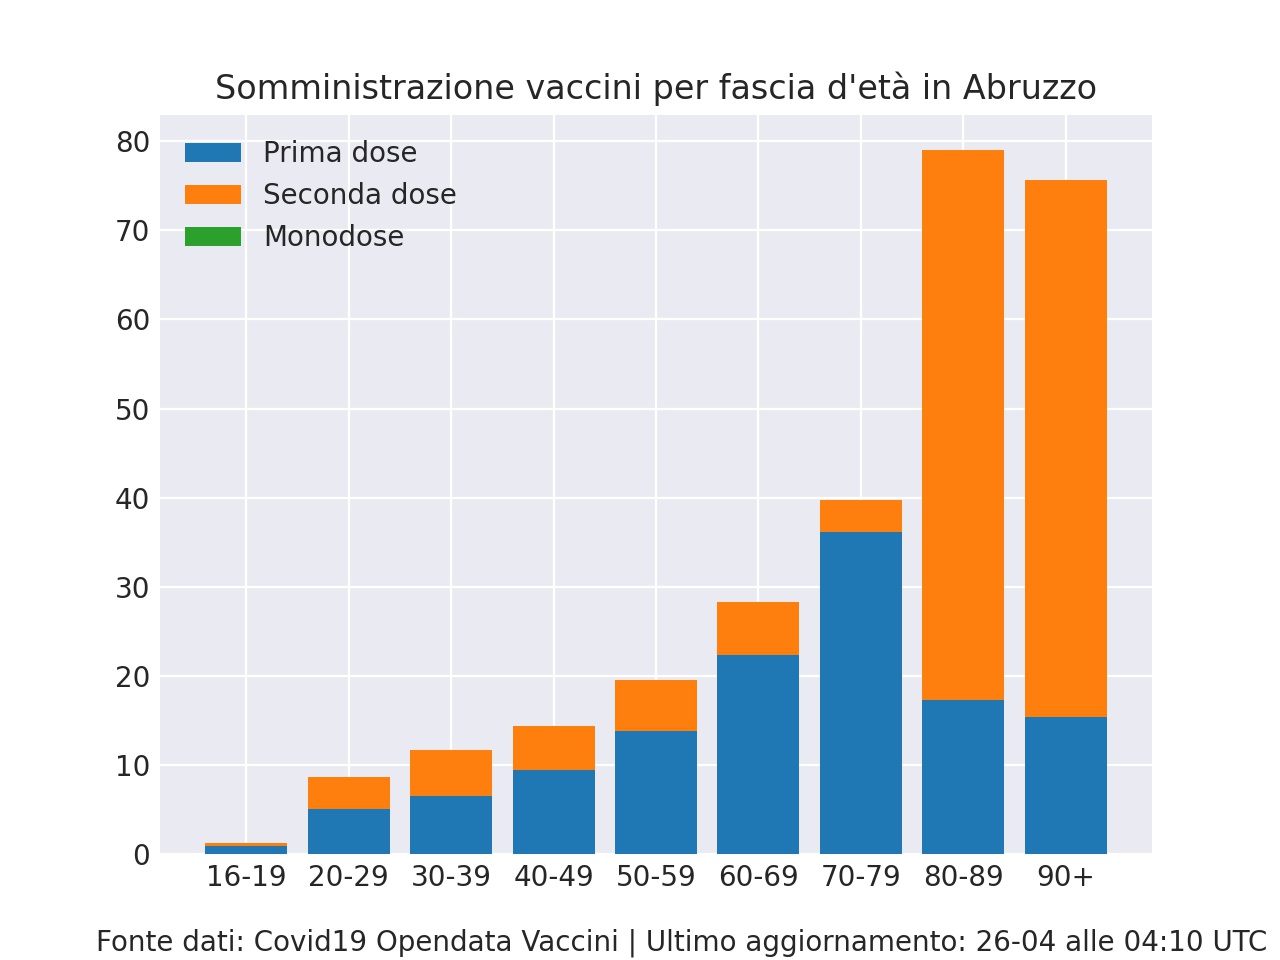 Somministrazione vaccini per fascia d'età in Abruzzo
Prima dose
Seconda dose
Monodose
80
70
60
50
40
30
20
10
0
16-19 20-29 30-39 40-49 50-59 60-69 70-79 80-89 90+
Fonte dati: Covid19 Opendata Vaccini | Ultimo aggiornamento: 26-04 alle 04:10 UTC